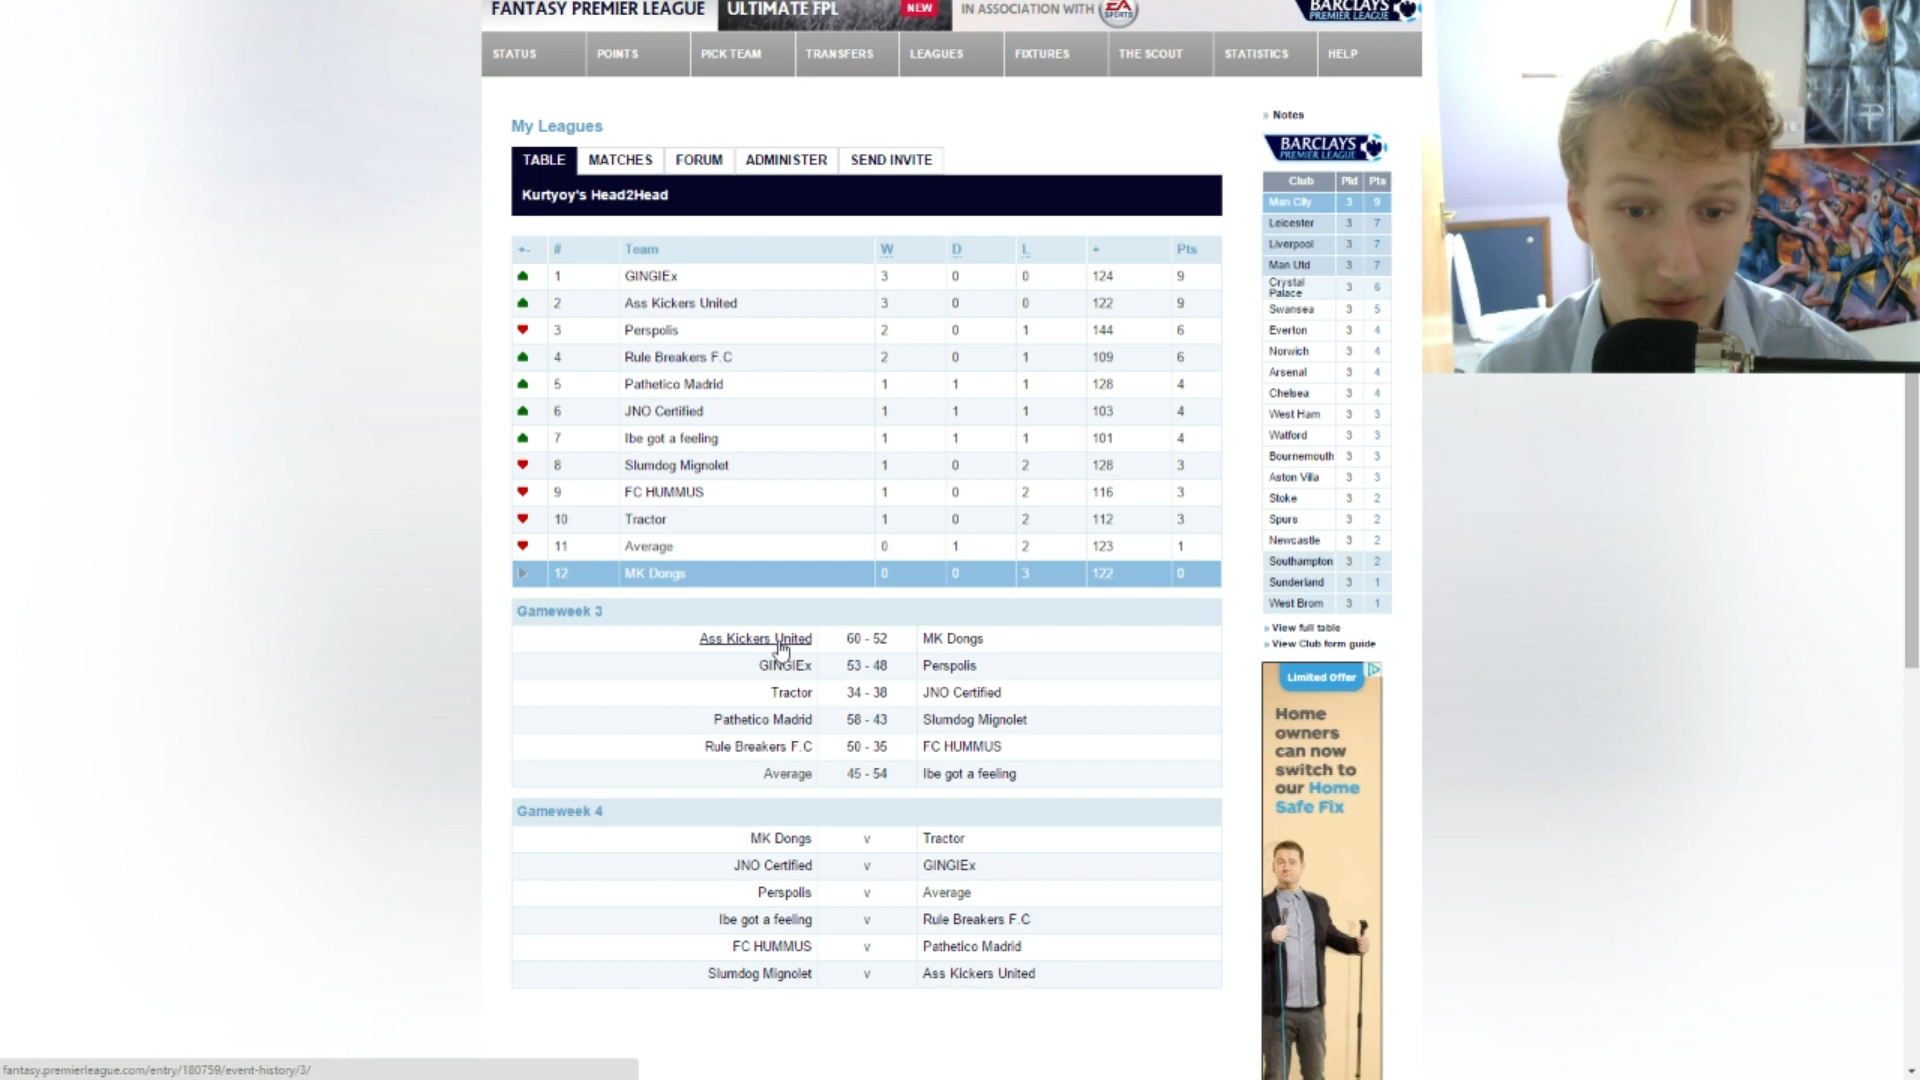 FANTASY PREMIER LEAGUE ULTIMATE FPL NEW IN ASSOCIATION WITH EA SPORTS BARCLAYS PREMIER LEAGUE
STATUS POINTS PICK TEAM TRANSFERS LEAGUES FIXTURES THE SCOUT STATISTICS HELP
My Leagues
TABLE MATCHES FORUM ADMINISTER SEND INVITE
Kurtyoy's Head2Head
+- # Team W D L + Pts
1 GINGIEx 3 0 0 124 9
2 Ass Kickers United 3 0 0 122 9
3 Perspolis 2 0 1 144 6
4 Rule Breakers F.C 2 0 1 109 6
5 Pathetico Madrid 1 1 1 128 4
6 JNO Certified 1 1 1 103 4
7 Ibe got a feeling 1 1 1 101 4
8 Slumdog Mignolet 1 0 2 128 3
9 FC HUMMUS 1 0 2 116 3
10 Tractor 1 0 2 112 3
11 Average 0 1 2 123 1
12 MK Dongs 0 0 3 122 0
Gameweek 3
Ass Kickers United 60 - 52 MK Dongs
GINGIEx 53 - 48 Perspolis
Tractor 34 - 38 JNO Certified
Pathetico Madrid 58 - 43 Slumdog Mignolet
Rule Breakers F.C 50 - 35 FC HUMMUS
Average 45 - 54 Ibe got a feeling
Gameweek 4
MK Dongs v Tractor
JNO Certified v GINGIEx
Perspolis v Average
Ibe got a feeling v Rule Breakers F.C
FC HUMMUS v Pathetico Madrid
Slumdog Mignolet v Ass Kickers United
» Notes
BARCLAYS
PREMIER LEAGUE
Club Pld Pts
Man City 3 9
Leicester 3 7
Liverpool 3 7
Man Utd 3 7
Crystal Palace 3 6
Swansea 3 5
Everton 3 4
Norwich 3 4
Arsenal 3 4
Chelsea 3 4
West Ham 3 3
Watford 3 3
Bournemouth 3 3
Aston Villa 3 3
Stoke 3 2
Spurs 3 2
Newcastle 3 2
Southampton 3 2
Sunderland 3 1
West Brom 3 1
» View full table
» View Club form guide
Limited Offer
Home
owners
can now
switch to
our Home
Safe Fix
fantasy.premierleague.com/entry/180759/event-history/3/